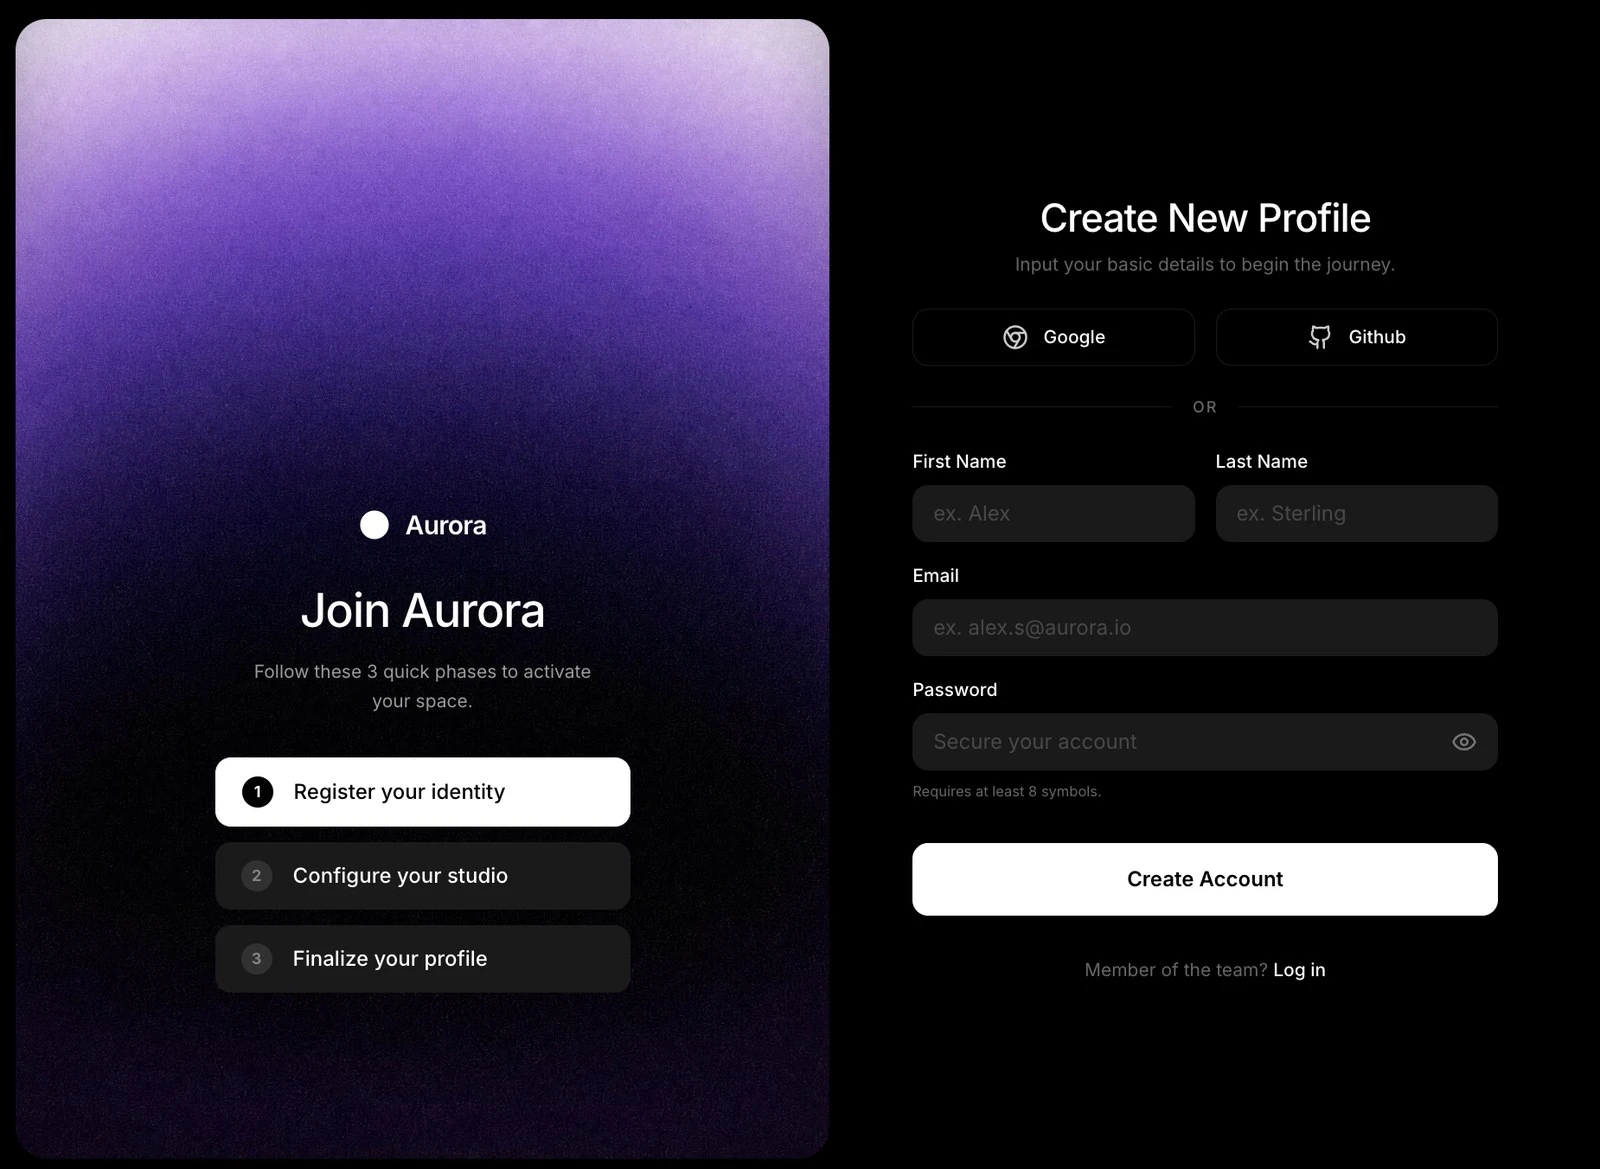 Aurora
Join Aurora
Follow these 3 quick phases to activate
your space.
1 Register your identity
2 Configure your studio
3 Finalize your profile
Create New Profile
Input your basic details to begin the journey.
Google Github
OR
First Name Last Name
ex. Alex ex. Sterling
Email
ex. alex.s@aurora.io
Password
Secure your account
Requires at least 8 symbols.
Create Account
Member of the team? Log in